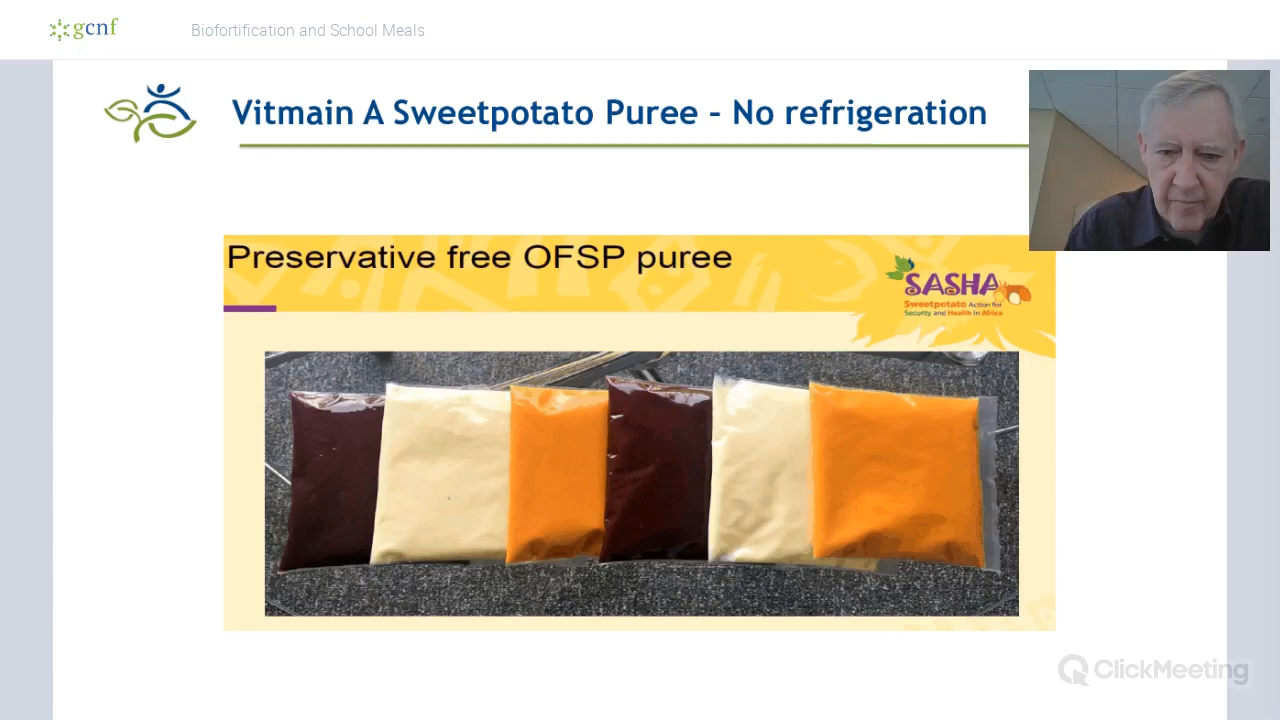 gcnf
Biofortification and School Meals
Vitmain A Sweetpotato Puree – No refrigeration
Preservative free OFSP puree
SASHA
Sweetpotato Action for
Security and Health in Africa
ClickMeeting